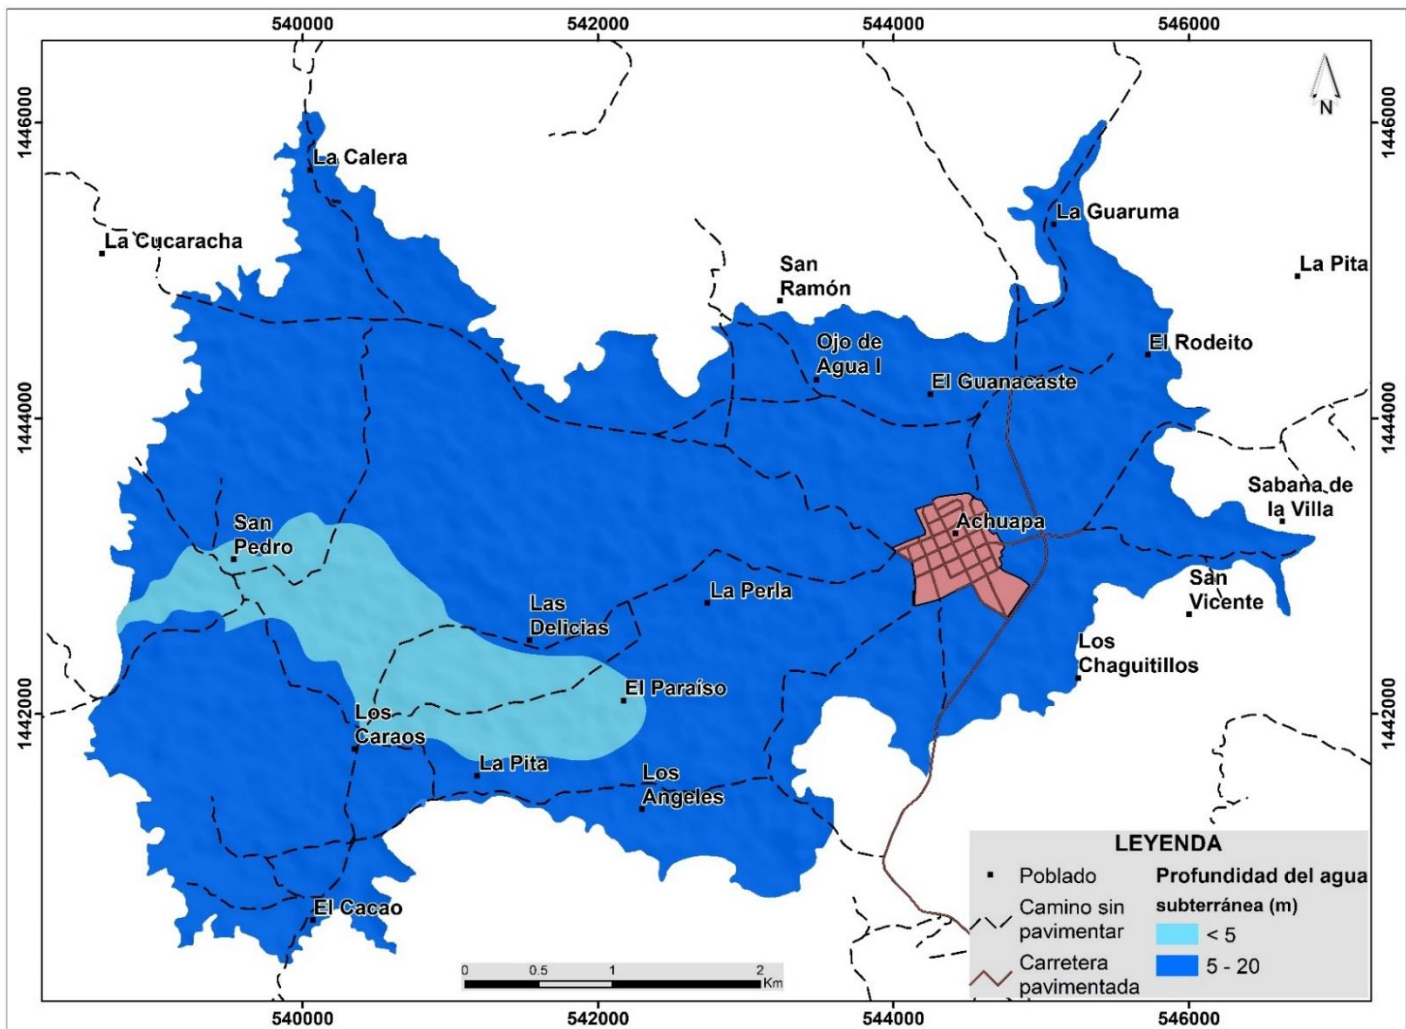 540000
542000
544000
546000
1446000
1446000
N
La Calera
La Guaruma
La Cucaracha
San
Ramón
La Pita
Ojo de
Agua I
El Rodeito
El Guanacaste
1444000
1444000
Sabana de
la Villa
San
Pedro
Achuapa
Las
Delicias
La Perla
San
Vicente
Los
Chaguitillos
El Paraíso
1442000
1442000
Los
Caraos
La Pita
Los
Angeles
El Cacao
LEYENDA
Poblado
Camino sin
pavimentar
Carretera
pavimentada
Profundidad del agua
subterránea (m)
< 5
5 - 20
0
0.5
1
2
Km
540000
542000
544000
546000